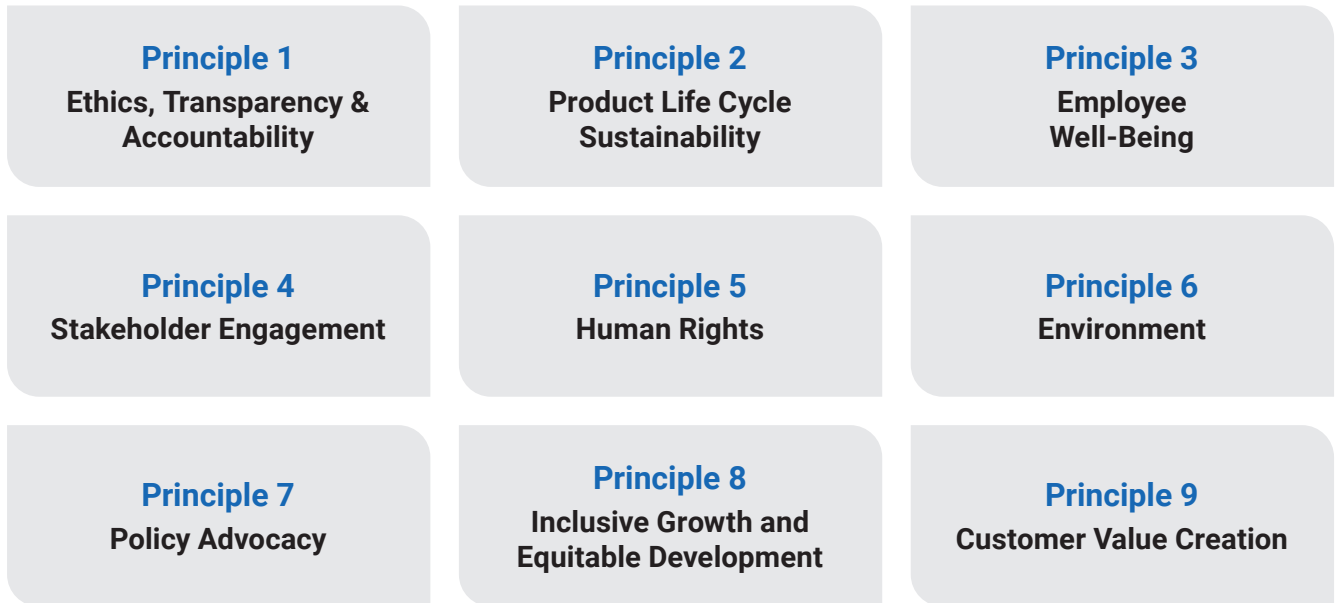 Principle 1
Ethics, Transparency &
Accountability
Principle 2
Product Life Cycle
Sustainability
Principle 3
Employee
Well-Being
Principle 4
Stakeholder Engagement
Principle 5
Human Rights
Principle 6
Environment
Principle 7
Policy Advocacy
Principle 8
Inclusive Growth and
Equitable Development
Principle 9
Customer Value Creation